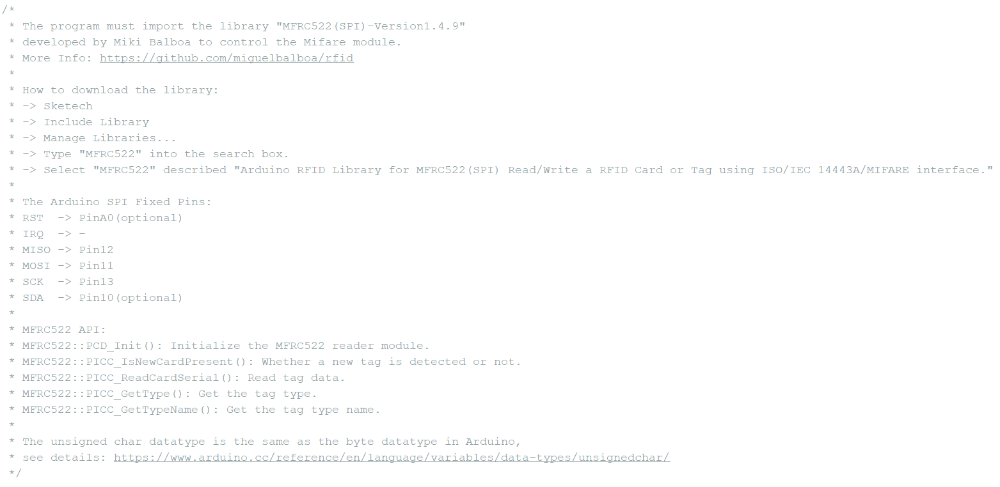 /*
 * The program must import the library "MFRC522(SPI)-Version1.4.9"
 * developed by Miki Balboa to control the Mifare module.
 * More Info: https://github.com/miguelbalboa/rfid
 *
 * How to download the library:
 * -> Sketech
 * -> Include Library
 * -> Manage Libraries...
 * -> Type "MFRC522" into the search box.
 * -> Select "MFRC522" described "Arduino RFID Library for MFRC522(SPI) Read/Write a RFID Card or Tag using ISO/IEC 14443A/MIFARE interface."
 *
 * The Arduino SPI Fixed Pins:
 * RST  -> PinA0(optional)
 * IRQ  -> -
 * MISO -> Pin12
 * MOSI -> Pin11
 * SCK  -> Pin13
 * SDA  -> Pin10(optional)
 *
 * MFRC522 API:
 * MFRC522::PCD_Init(): Initialize the MFRC522 reader module.
 * MFRC522::PICC_IsNewCardPresent(): Whether a new tag is detected or not.
 * MFRC522::PICC_ReadCardSerial(): Read tag data.
 * MFRC522::PICC_GetType(): Get the tag type.
 * MFRC522::PICC_GetTypeName(): Get the tag type name.
 *
 * The unsigned char datatype is the same as the byte datatype in Arduino,
 * see details: https://www.arduino.cc/reference/en/language/variables/data-types/unsignedchar/
 */